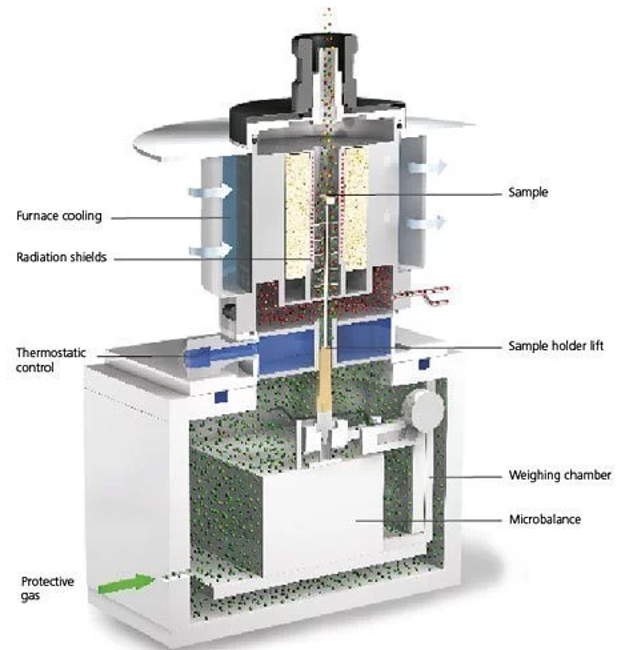 Sample
Furnace cooling
Radiation shields
Thermostatic
control
Sample holder lift
Weighing chamber
Microbalance
Protective
gas